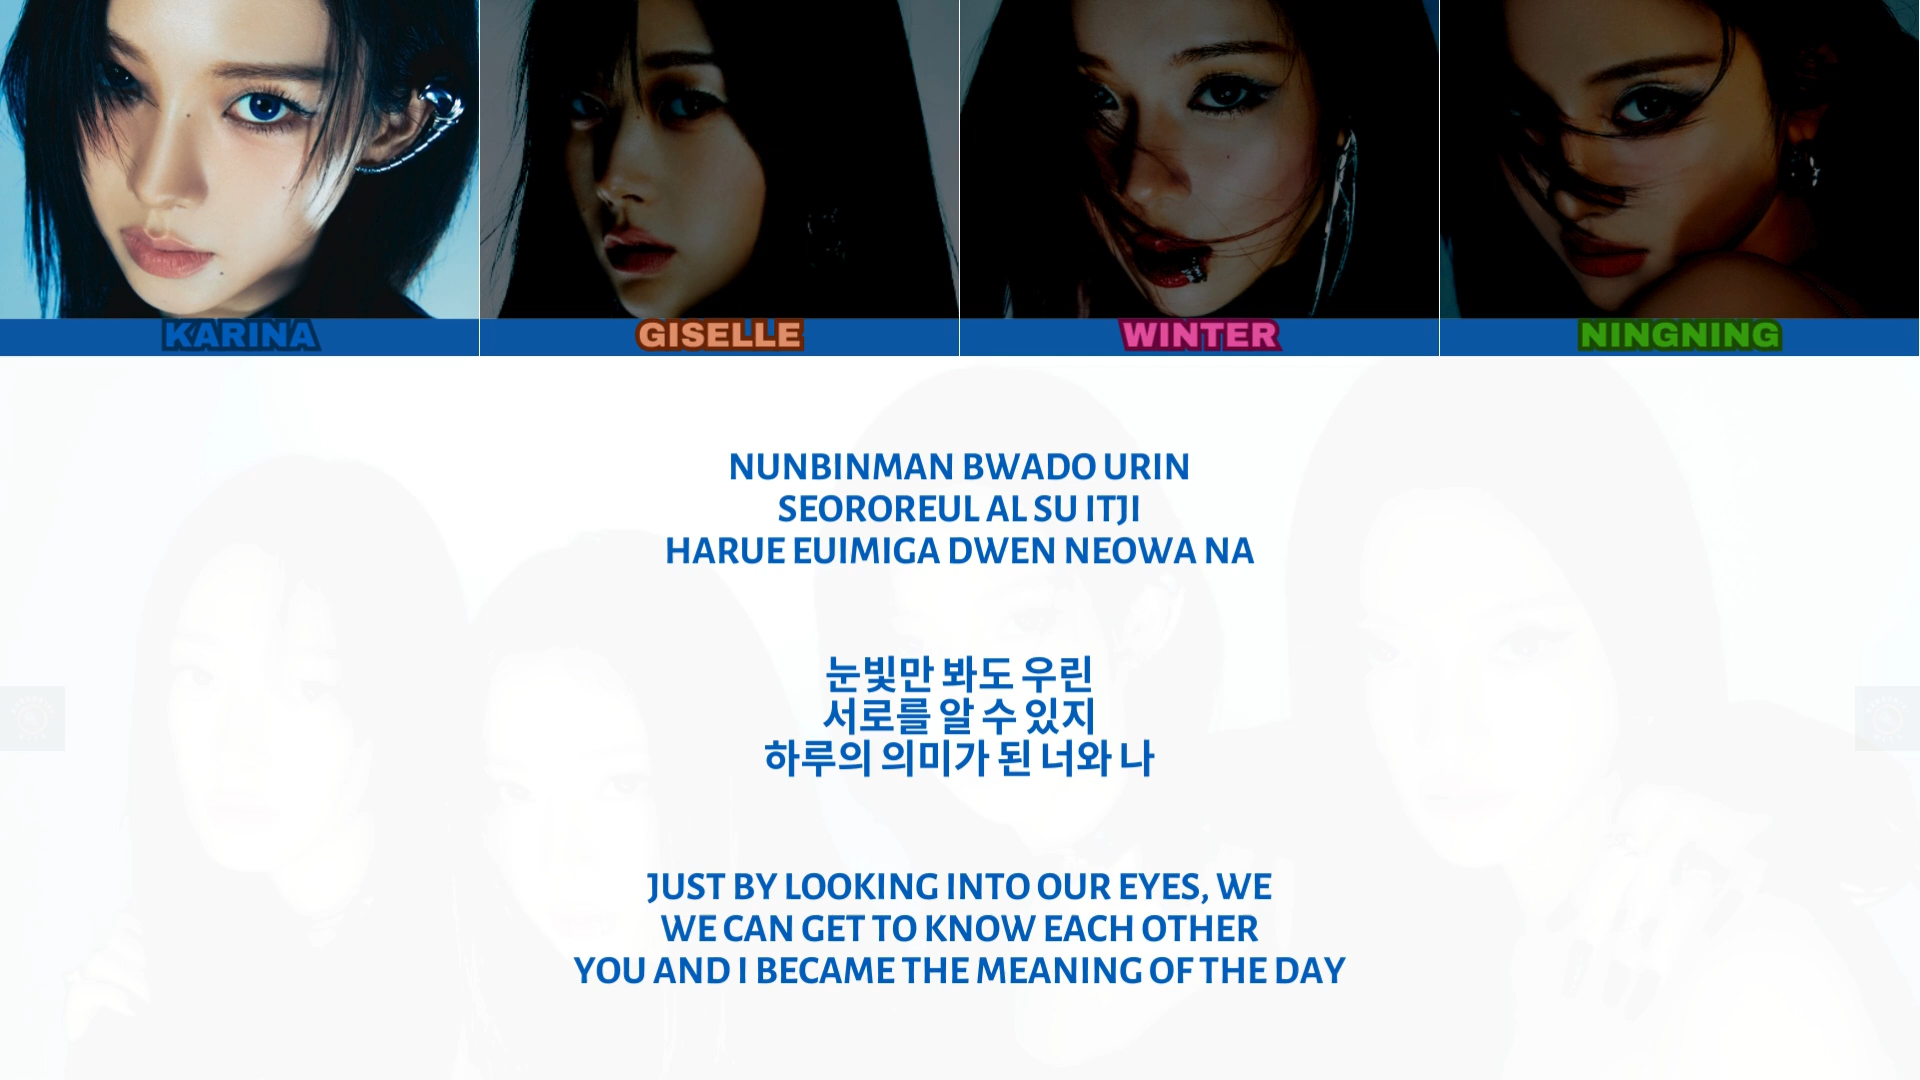 KARINA
GISELLE
WINTER
NINGNING
NUNBINMAN BWADO URIN
SEOROREUL AL SU ITJI
HARUE EUIMIGA DWEN NEOWA NA
눈빛만 봐도 우린
서로를 알 수 있지
하루의 의미가 된 너와 나
JUST BY LOOKING INTO OUR EYES, WE
WE CAN GET TO KNOW EACH OTHER
YOU AND I BECAME THE MEANING OF THE DAY